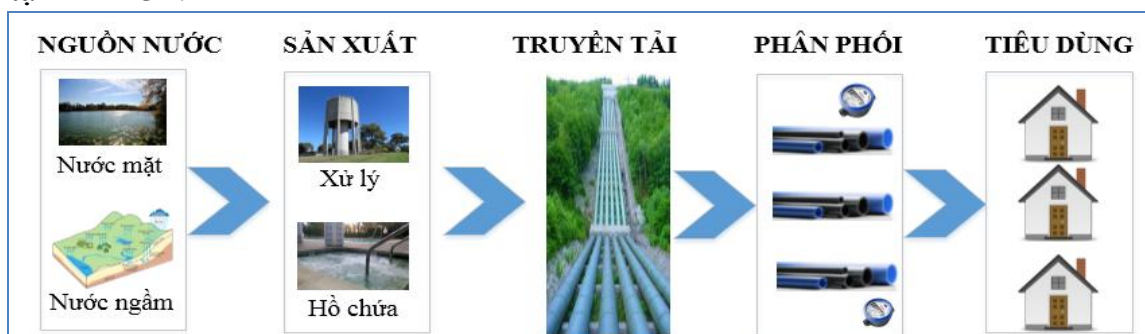 NGUỒN NƯỚC
SẢN XUẤT
TRUYỀN TẢI
PHÂN PHỐI
TIÊU DÙNG
Nước mặt
Nước ngầm
Xử lý
Hồ chứa